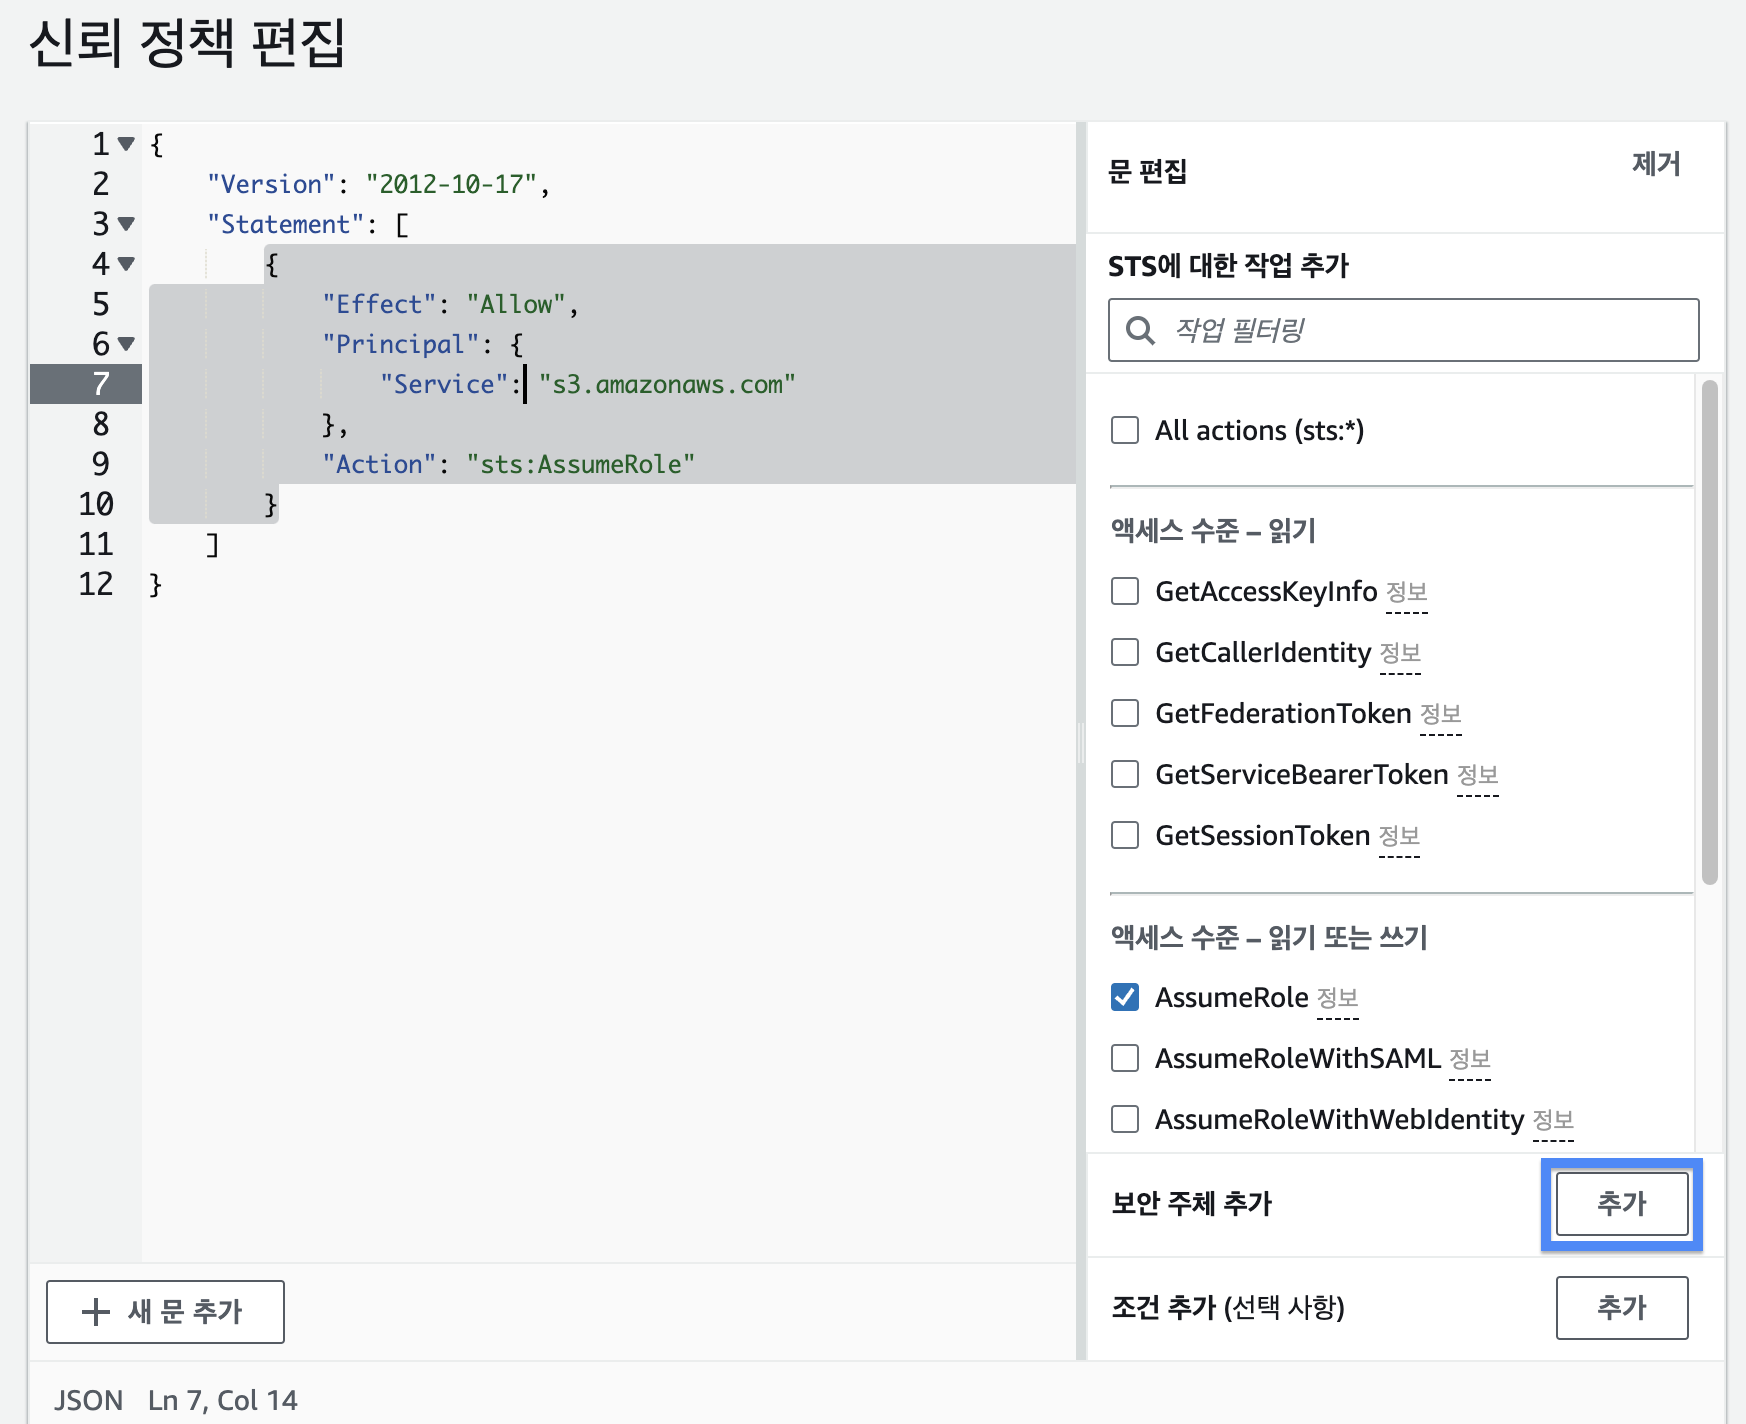 신뢰 정책 편집
1 {
2 "Version": "2012-10-17",
3 "Statement": [
4 {
5 "Effect": "Allow",
6 "Principal": {
7 "Service": "s3.amazonaws.com"
8 },
9 "Action": "sts:AssumeRole"
10 }
11 ]
12 }
+ 새 문 추가
JSON Ln 7, Col 14
문 편집 제거
STS에 대한 작업 추가
작업 필터링
All actions (sts:*)
액세스 수준 – 읽기
GetAccessKeyInfo 정보
GetCallerIdentity 정보
GetFederationToken 정보
GetServiceBearerToken 정보
GetSessionToken 정보
액세스 수준 – 읽기 또는 쓰기
AssumeRole 정보
AssumeRoleWithSAML 정보
AssumeRoleWithWebIdentity 정보
보안 주체 추가 추가
조건 추가 (선택 사항) 추가